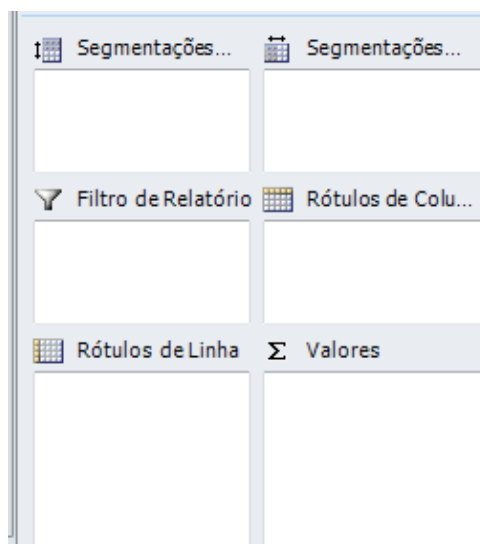 Segmentações... Segmentações...
Filtro de Relatório Rótulos de Colu...
Rótulos de Linha Σ Valores